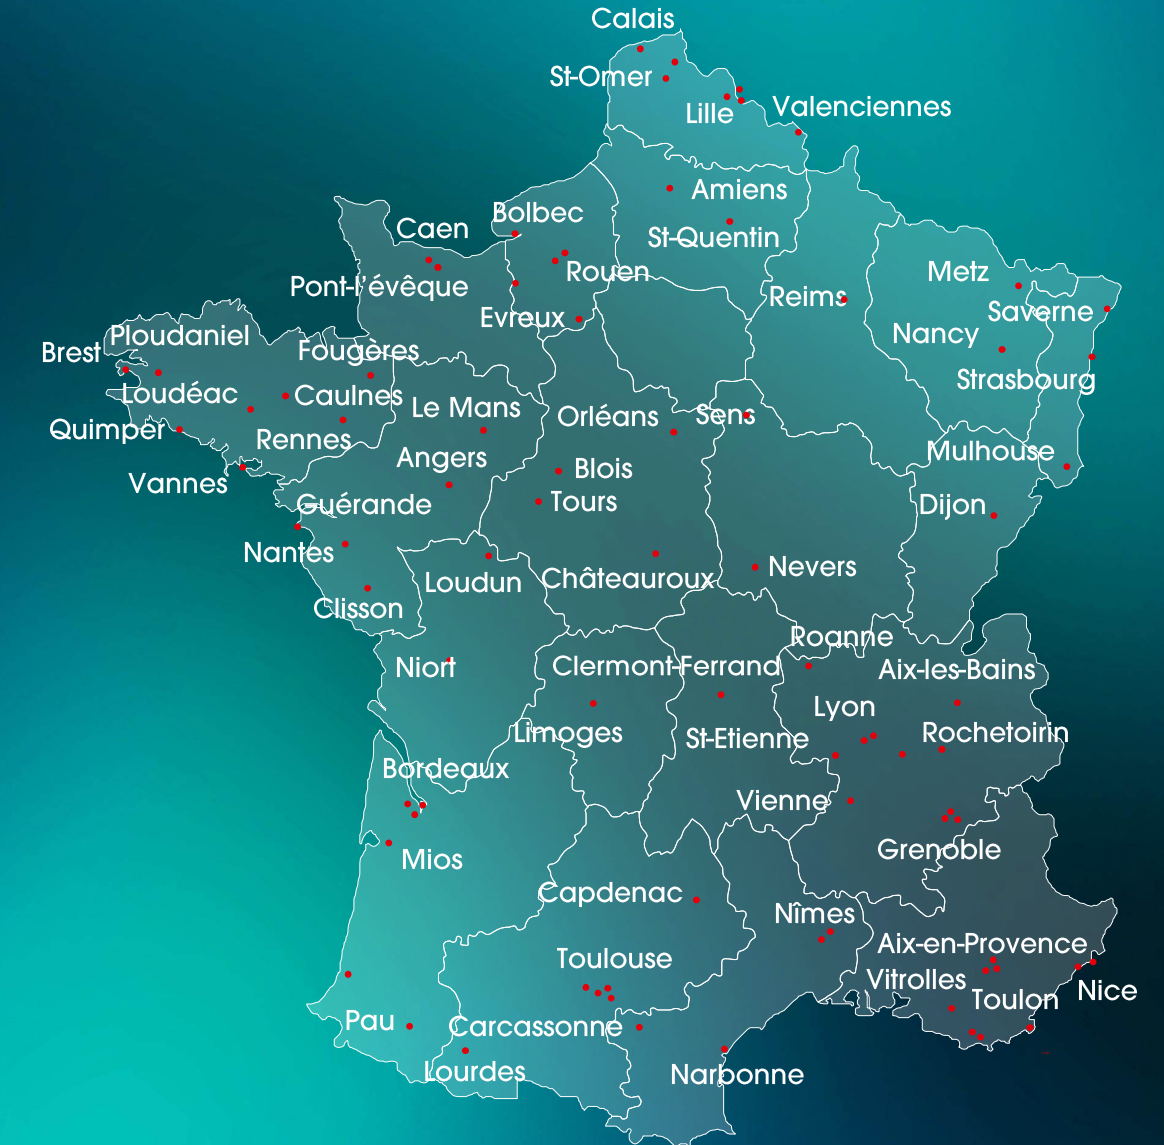 Calais
St-Omer
Lille
Valenciennes
Amiens
Bolbec
Caen
St-Quentin
Rouen
Metz
Pont-l'évêque
Reims
Saverne
Evreux
Nancy
Ploudaniel
Brest
Fougères
Strasbourg
Loudéac
Caulnes
Le Mans
Orléans
Sens
Quimper
Rennes
Mulhouse
Angers
Blois
Vannes
Guérande
Tours
Dijon
Nantes
Nevers
Loudun
Châteauroux
Clisson
Roanne
Niort
Clermont-Ferrand
Aix-les-Bains
Lyon
Limoges
St-Etienne
Rochetoirin
Bordeaux
Vienne
Grenoble
Mios
Capdenac
Nîmes
Aix-en-Provence
Toulouse
Vitrolles
Nice
Toulon
Pau
Carcassonne
Lourdes
Narbonne